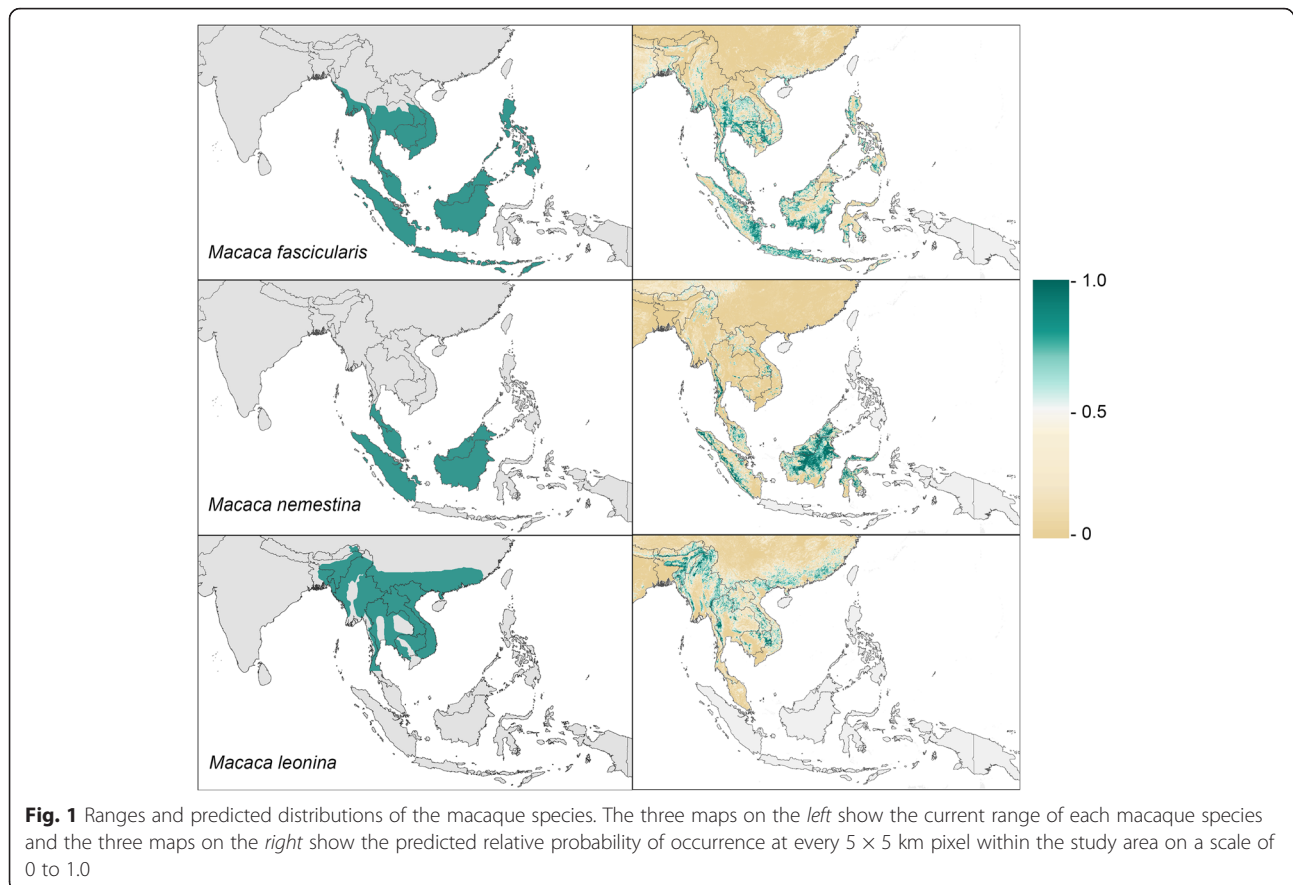 Macaca fascicularis
Macaca nemestina
Macaca leonina
- 1.0
- 0.5
- 0
Fig. 1 Ranges and predicted distributions of the macaque species. The three maps on the left show the current range of each macaque species
and the three maps on the right show the predicted relative probability of occurrence at every 5 × 5 km pixel within the study area on a scale of
0 to 1.0